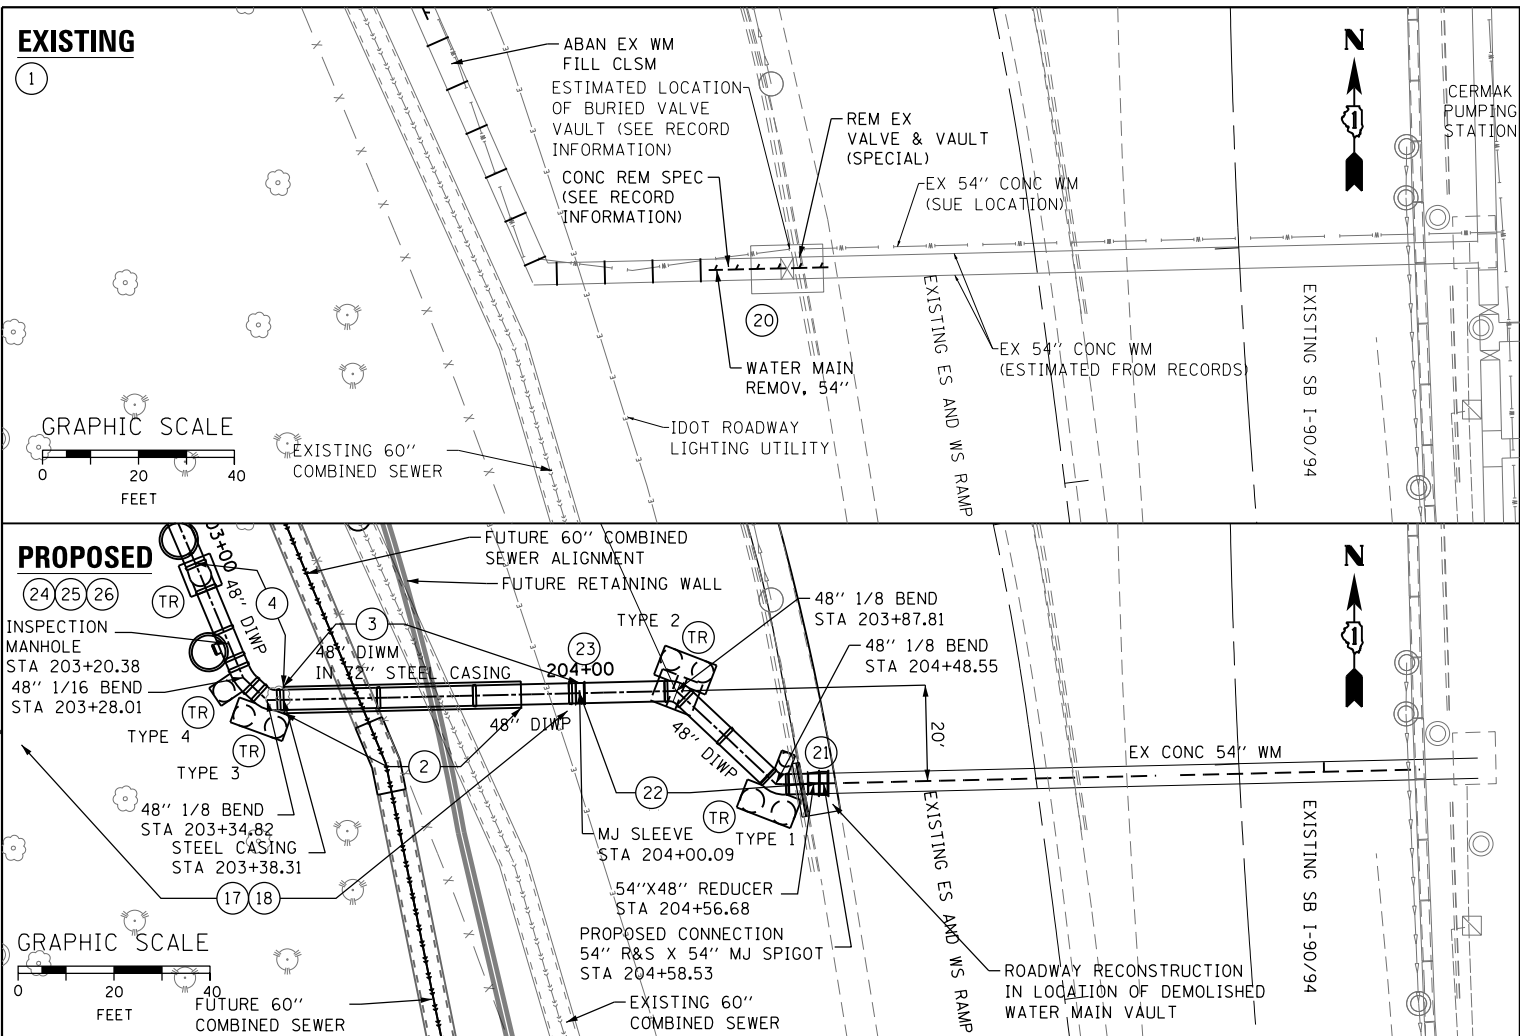 EXISTING
1
ABAN EX WM
FILL CLSM
ESTIMATED LOCATION
OF BURIED VALVE
VAULT (SEE RECORD
INFORMATION)
CONC REM SPEC
(SEE RECORD
INFORMATION)
REM EX
VALVE & VAULT
(SPECIAL)
EX 54" CONC WM
(SUE LOCATION)
N
1
CERMAK
PUMPING
STATION
20
WATER MAIN
REMOV, 54"
EX 54" CONC WM
(ESTIMATED FROM RECORDS)
EXISTING ES AND WS RAMP
EXISTING SB I-90/94
IDOT ROADWAY
LIGHTING UTILITY
EXISTING 60"
COMBINED SEWER
GRAPHIC SCALE
0 20 40
FEET
PROPOSED
24 25 26
INSPECTION
MANHOLE
STA 203+20.38
48" 1/16 BEND
STA 203+28.01
TR
TYPE 4
TR
TYPE 3
TR
03+00
48" DIWP
4
3
FUTURE 60" COMBINED
SEWER ALIGNMENT
FUTURE RETAINING WALL
48" DIWM
IN 72" STEEL CASING
23
204+00
48" DIWP
TYPE 2
TR
48" 1/8 BEND
STA 203+87.81
48" 1/8 BEND
STA 204+48.55
N
1
20'
48" DIWP
21
EX CONC 54" WM
2
22
TR
TYPE 1
48" 1/8 BEND
STA 203+34.82
STEEL CASING
STA 203+38.31
17 18
MJ SLEEVE
STA 204+00.09
54"X48" REDUCER
STA 204+56.68
PROPOSED CONNECTION
54" R&S X 54" MJ SPIGOT
STA 204+58.53
EXISTING ES AND WS RAMP
EXISTING SB I-90/94
ROADWAY RECONSTRUCTION
IN LOCATION OF DEMOLISHED
WATER MAIN VAULT
GRAPHIC SCALE
0 20 40
FEET
FUTURE 60"
COMBINED SEWER
EXISTING 60"
COMBINED SEWER